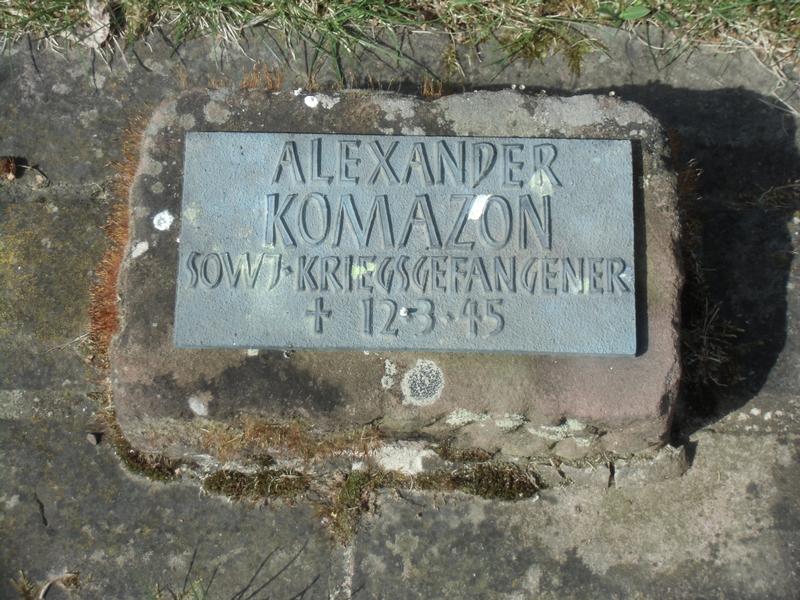 ALEXANDER
KOMAZON
SOWJ · KRIEGSGEFANGENER
† 12·3·45